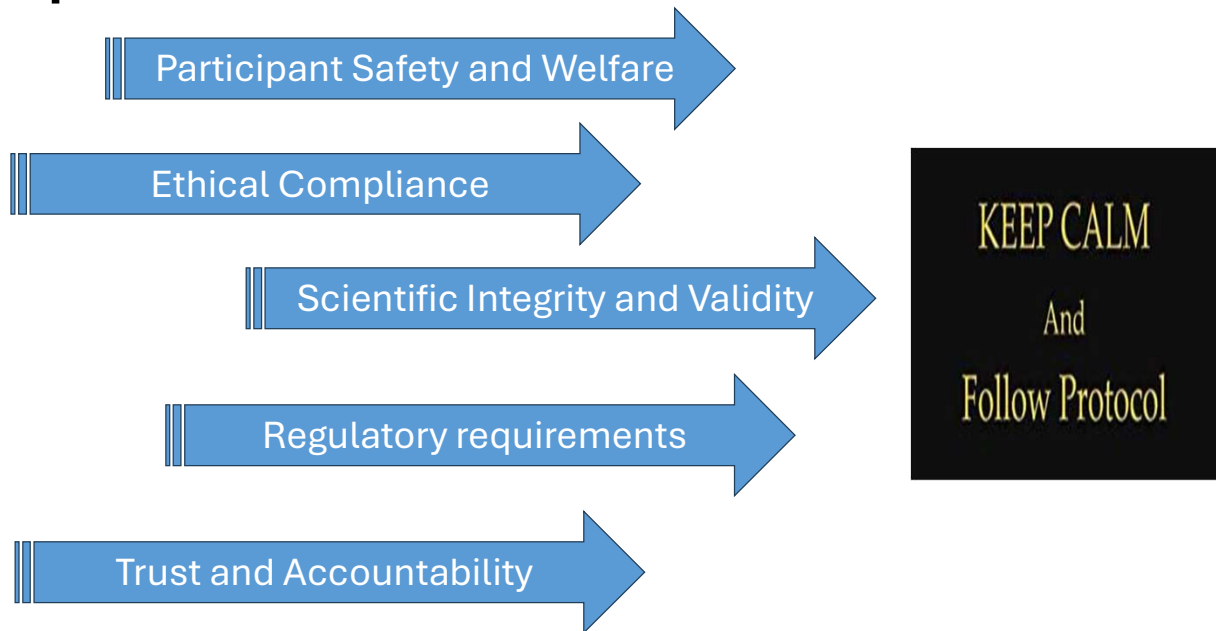 Participant Safety and Welfare
Ethical Compliance
Scientific Integrity and Validity
Regulatory requirements
Trust and Accountability
KEEP CALM
And
Follow Protocol